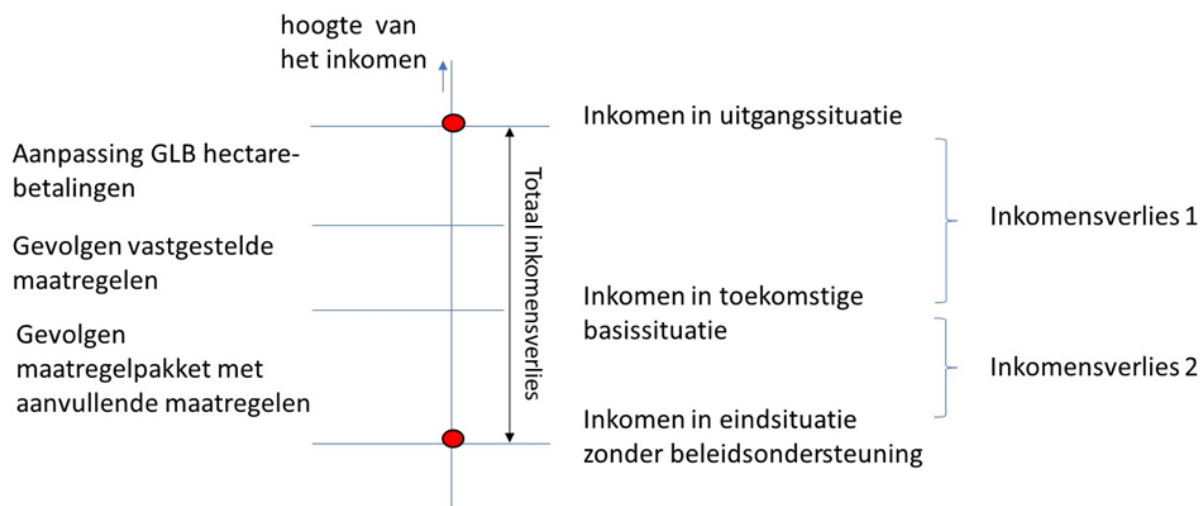 hoogte van
het inkomen
Inkomen in uitgangssituatie
Aanpassing GLB hectare-
betalingen
Totaal inkomensverlies
Inkomensverlies 1
Gevolgen vastgestelde
maatregelen
Inkomen in toekomstige
basissituatie
Gevolgen
maatregelpakket met
aanvullende maatregelen
Inkomensverlies 2
Inkomen in eindsituatie
zonder beleidsondersteuning